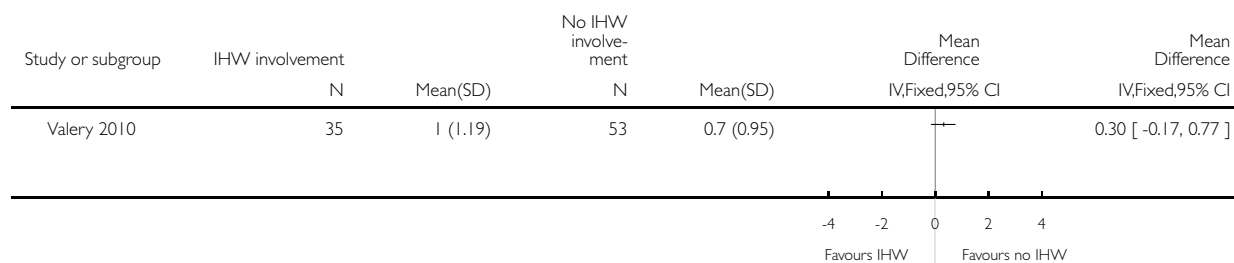 No IHW
involve-
ment
Mean
Difference
Mean
Difference
Study or subgroup IHW involvement
N Mean(SD) N Mean(SD) IV,Fixed,95% CI IV,Fixed,95% CI
Valery 2010 35 1 (1.19) 53 0.7 (0.95) 0.30 [ -0.17, 0.77 ]
-4 -2 0 2 4
Favours IHW Favours no IHW